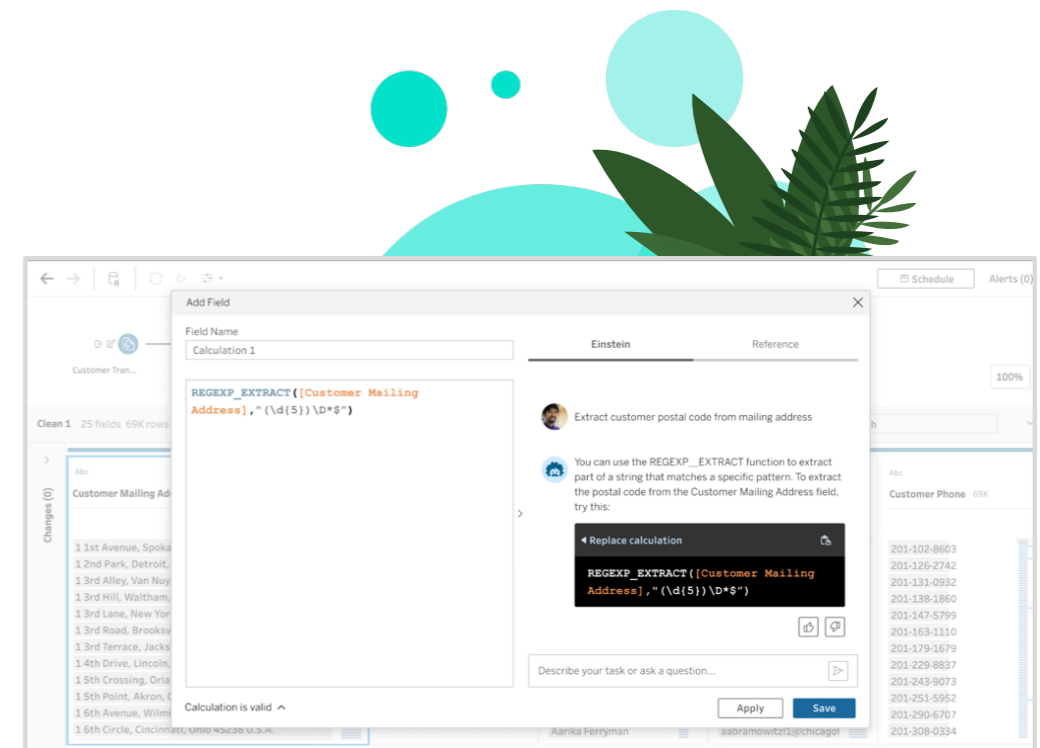 Schedule
Alerts (0)
Add Field
Field Name
Calculation 1
Einstein
Reference
Customer Tran...
100%
REGEXP_EXTRACT([Customer Mailing
Address],"(\d{5})\D*$")
Extract customer postal code from mailing address
Clean 1 25 fields 69K rows
You can use the REGEXP__EXTRACT function to extract
part of a string that matches a specific pattern. To extract
the postal code from the Customer Mailing Address field,
try this:
Replace calculation
REGEXP_EXTRACT([Customer Mailing
Address],"(\d{5})\D*$")
Describe your task or ask a question...
Calculation is valid
Apply
Save
Changes (0)
Abc
Customer Mailing Ad
1 1st Avenue, Spoka
1 2nd Park, Detroit,
1 3rd Alley, Van Nuy
1 3rd Hill, Waltham,
1 3rd Lane, New Yor
1 3rd Road, Brooksv
1 3rd Terrace, Jacks
1 4th Drive, Lincoln,
1 5th Crossing, Orla
1 5th Point, Akron,
1 6th Avenue, Wilmi
1 6th Circle, Cincinnati, Ohio 45238 U.S.A.
Aarika Ferryman
aabramowitzl1@chicagol
Abc
Customer Phone 69K
201-102-8603
201-126-2742
201-131-0932
201-138-1860
201-147-5799
201-163-1110
201-179-1679
201-229-8837
201-243-9073
201-251-5952
201-290-6707
201-308-0334